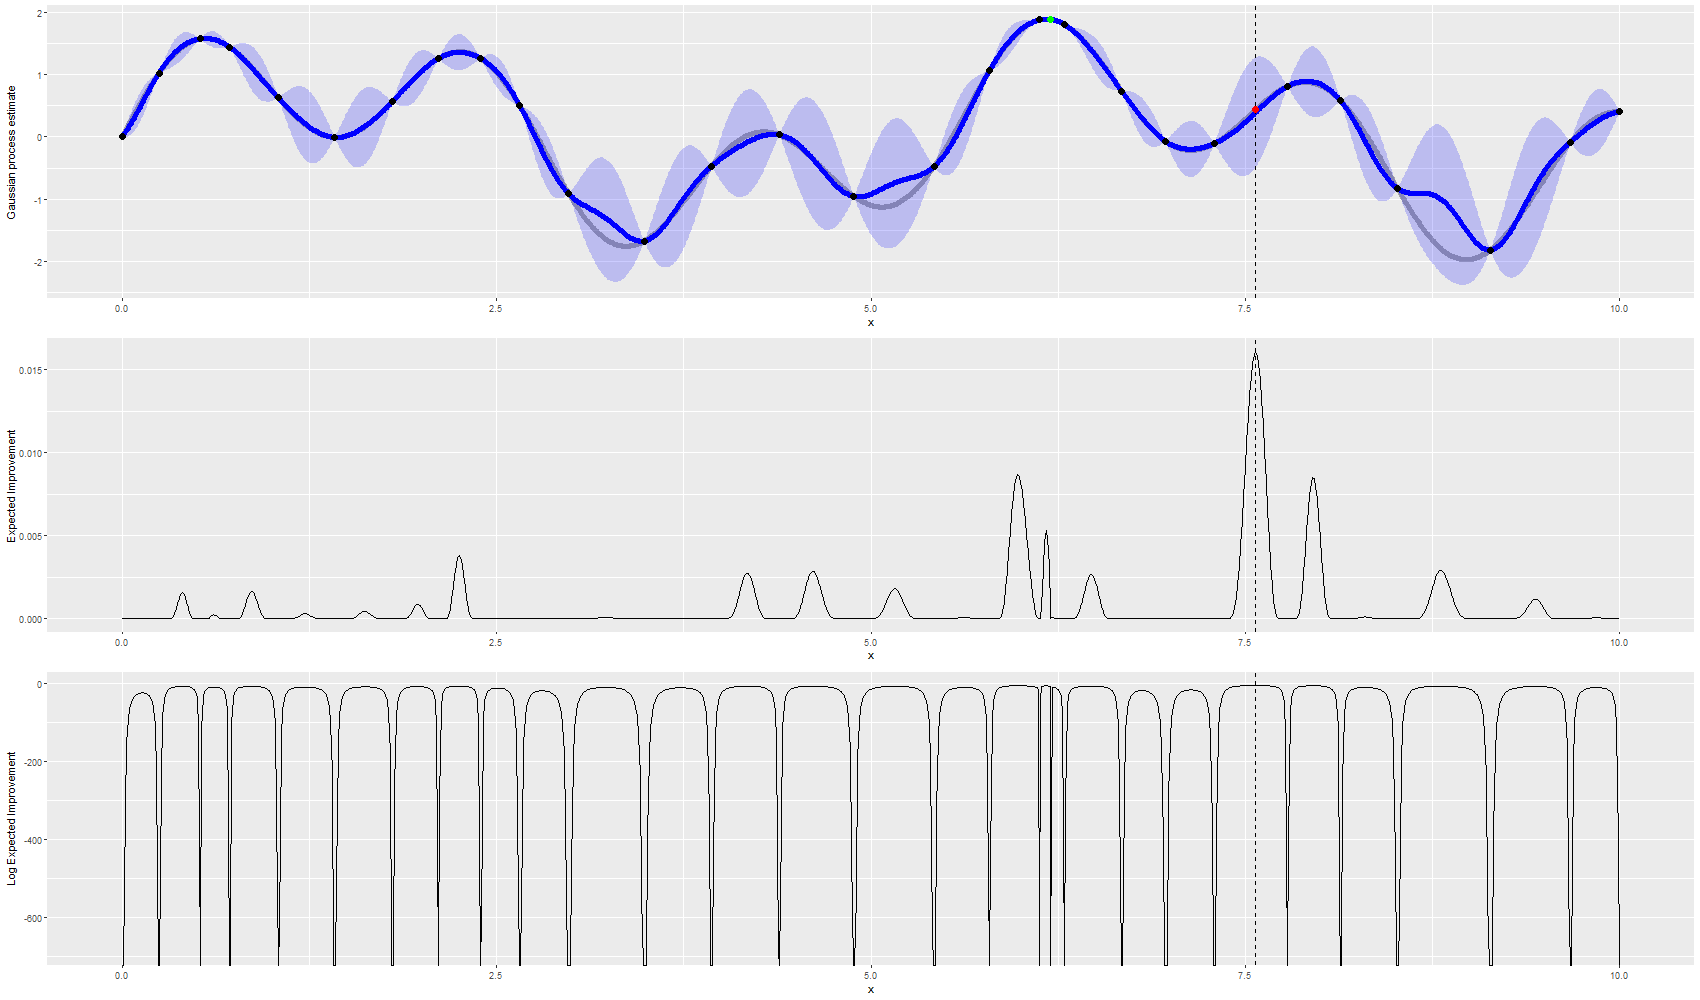 Gaussian process estimate
2
1
0
-1
-2
0.0 2.5 5.0 7.5 10.0
x
Expected Improvement
0.015
0.010
0.005
0.000
0.0 2.5 5.0 7.5 10.0
x
Log Expected Improvement
0
-200
-400
-600
0.0 2.5 5.0 7.5 10.0
x